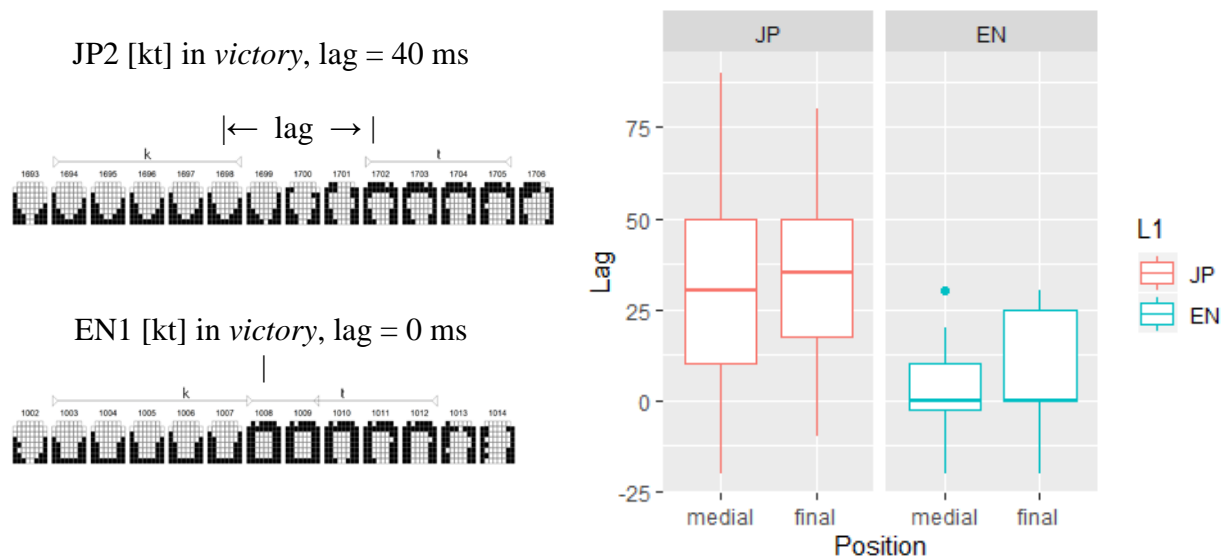 JP2 [kt] in victory, lag = 40 ms
|← lag → |
k t
1693 1694 1695 1696 1697 1698 1699 1700 1701 1702 1703 1704 1705 1706
EN1 [kt] in victory, lag = 0 ms
|
k t
1002 1003 1004 1005 1006 1007 1008 1009 1010 1011 1012 1013 1014
JP EN
75
50
25
0
-25
Lag
medial final medial final
Position
L1
JP
EN